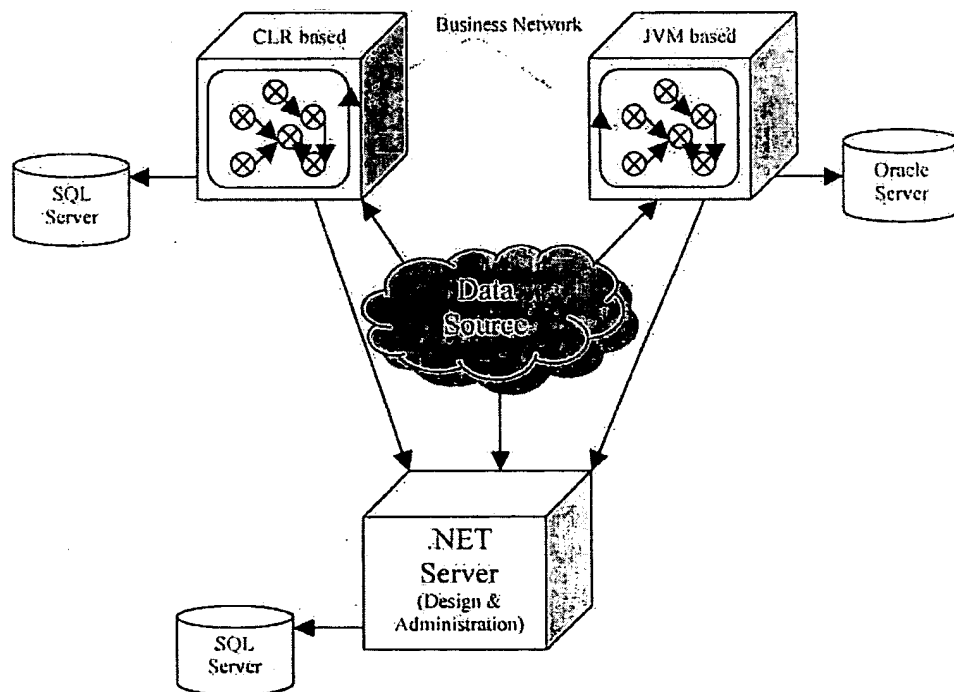 CLR based
Business Network
JVM based
SQL
Server
Oracle
Server
Data
Source
.NET
Server
(Design &
Administration)
SQL
Server